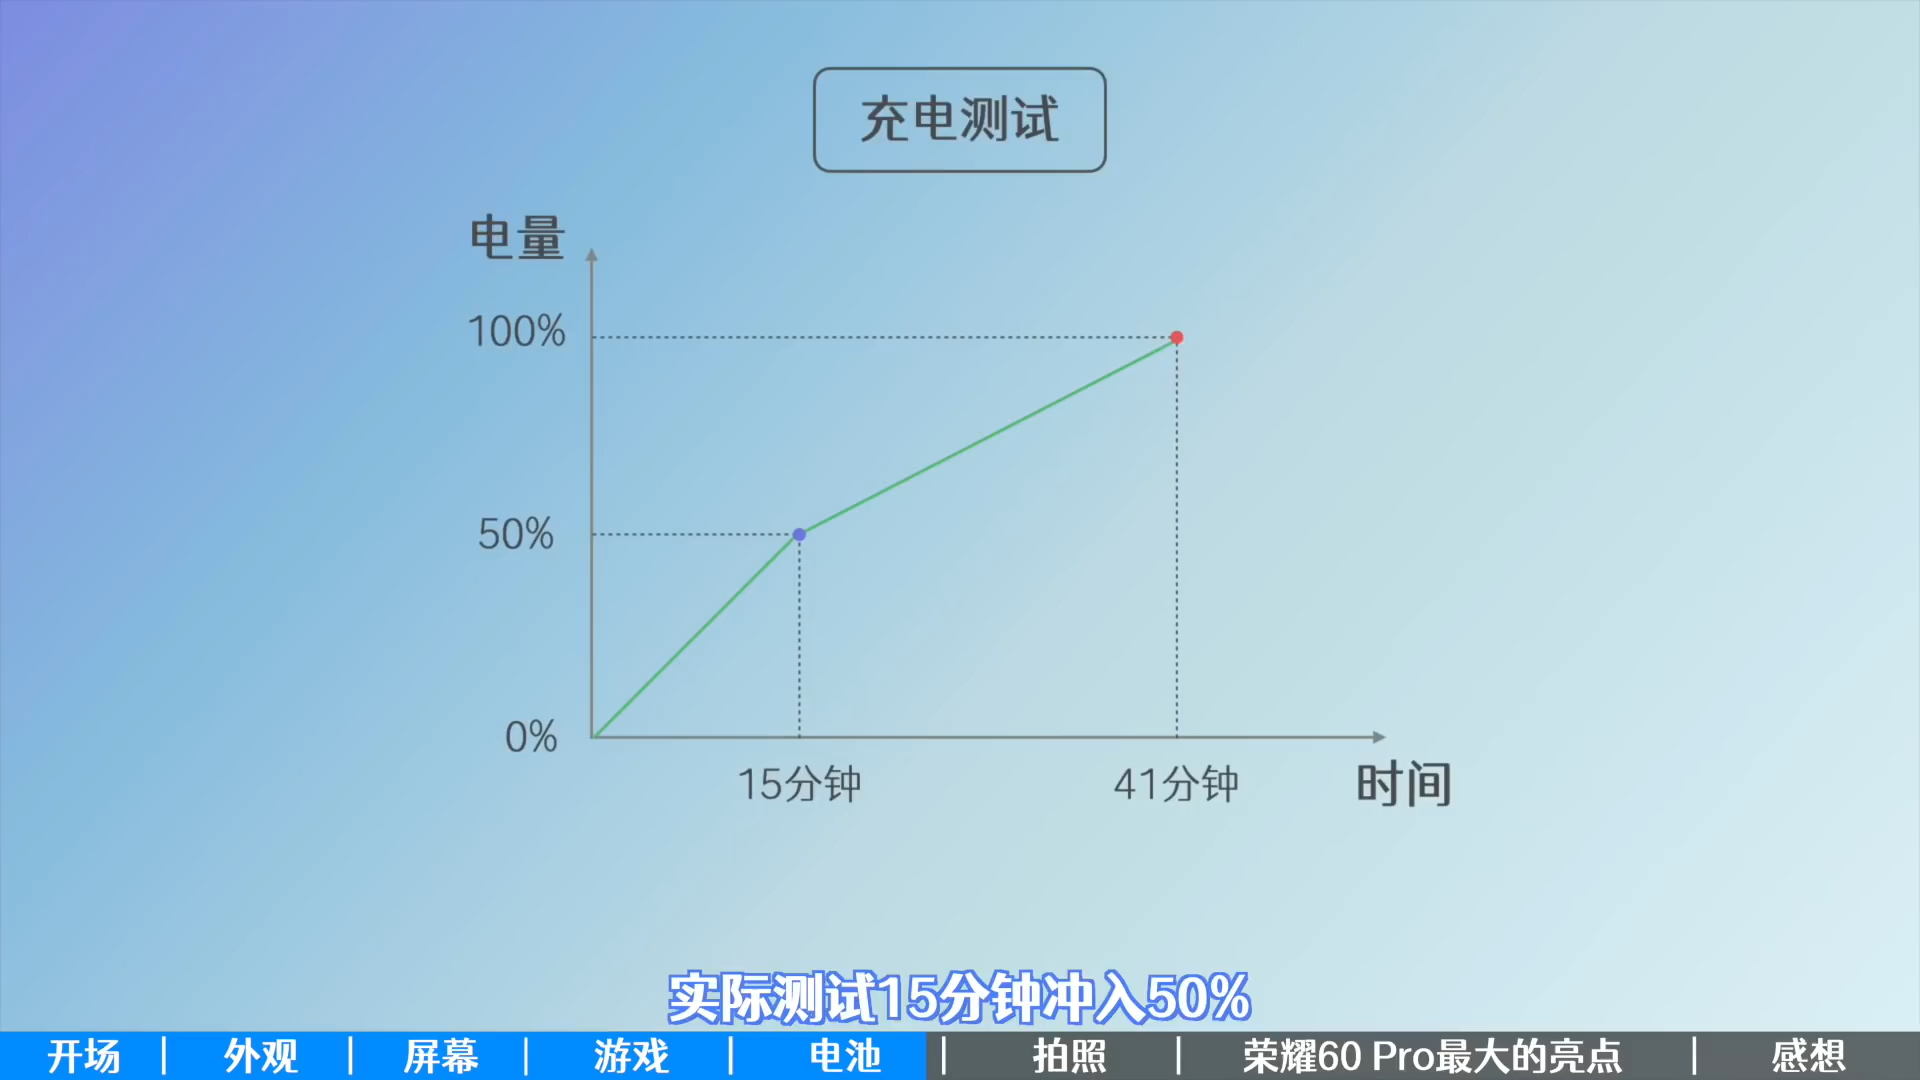 充电测试
电量
100%
50%
0%
15分钟
41分钟
时间
实际测试15分钟冲入50%
开场 | 外观 | 屏幕 | 游戏 | 电池 | 拍照 | 荣耀60 Pro最大的亮点 | 感想